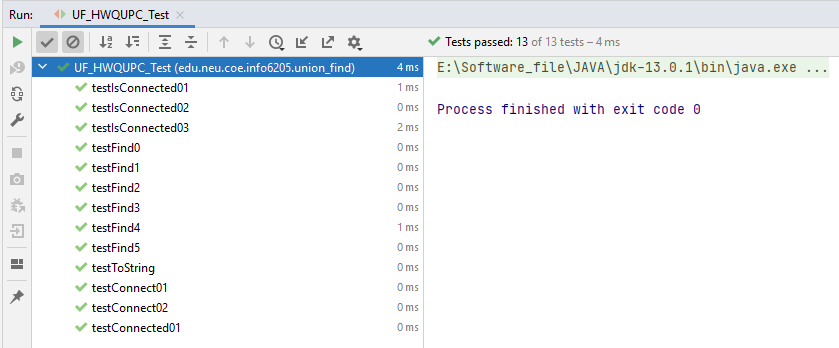 Run: UF_HWQUPC_Test
Tests passed: 13 of 13 tests – 4 ms
UF_HWQUPC_Test (edu.neu.coe.info6205.union_find) 4 ms
testIsConnected01 1 ms
testIsConnected02 0 ms
testIsConnected03 2 ms
testFind0 0 ms
testFind1 0 ms
testFind2 0 ms
testFind3 0 ms
testFind4 1 ms
testFind5 0 ms
testToString 0 ms
testConnect01 0 ms
testConnect02 0 ms
testConnected01 0 ms
E:\Software_file\JAVA\jdk-13.0.1\bin\java.exe ...
Process finished with exit code 0